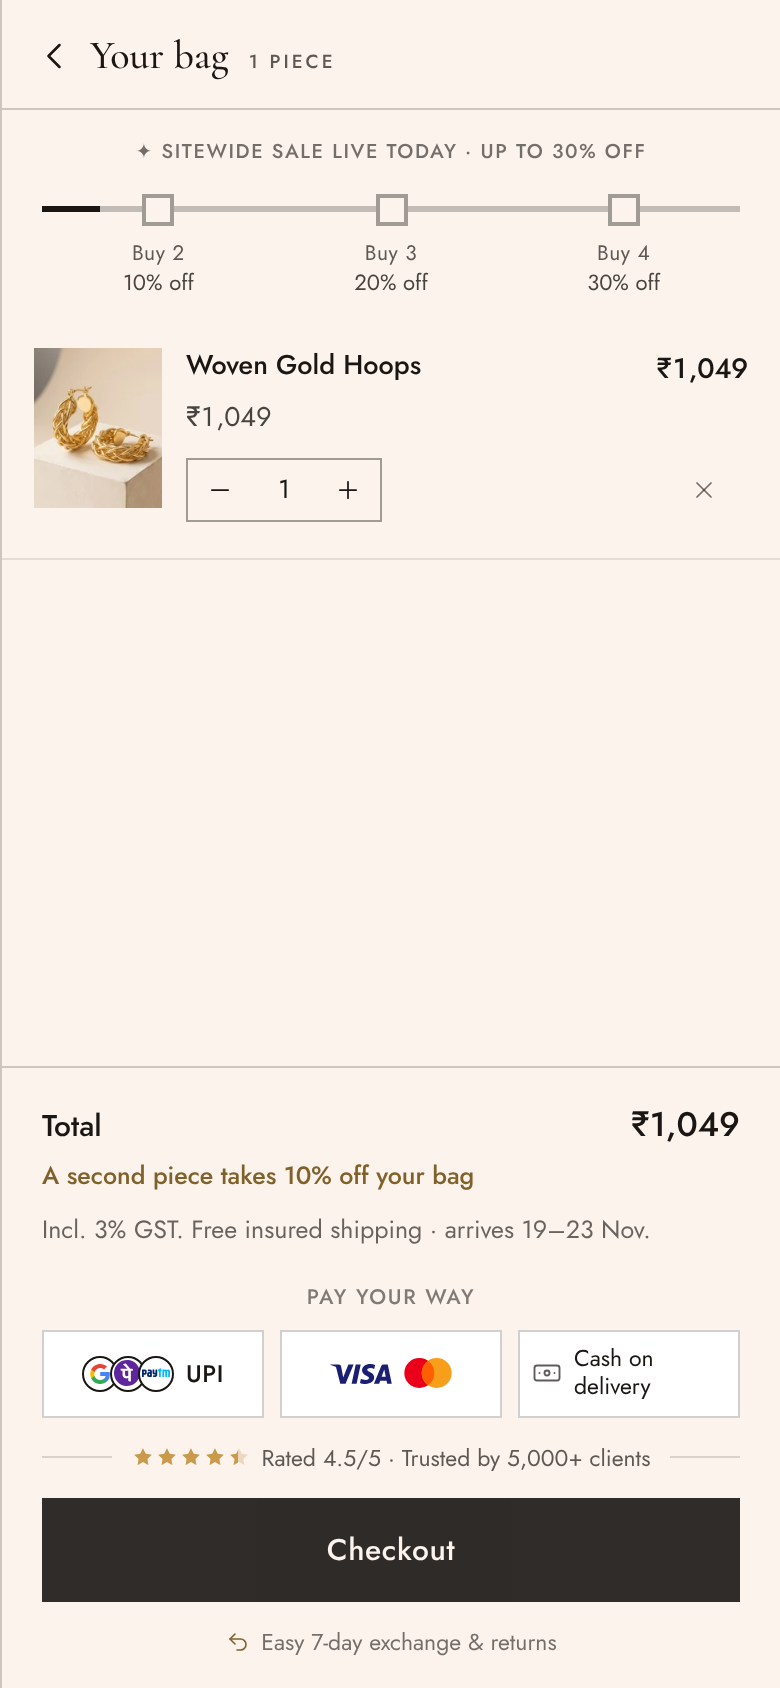 Your bag 1 PIECE
✦ SITEWIDE SALE LIVE TODAY · UP TO 30% OFF
Buy 2 Buy 3 Buy 4
10% off 20% off 30% off
Woven Gold Hoops ₹1,049
₹1,049
− 1 + ×
Total ₹1,049
A second piece takes 10% off your bag
Incl. 3% GST. Free insured shipping · arrives 19–23 Nov.
PAY YOUR WAY
G पे paytm UPI VISA Cash on
delivery
Rated 4.5/5 · Trusted by 5,000+ clients
Checkout
Easy 7-day exchange & returns